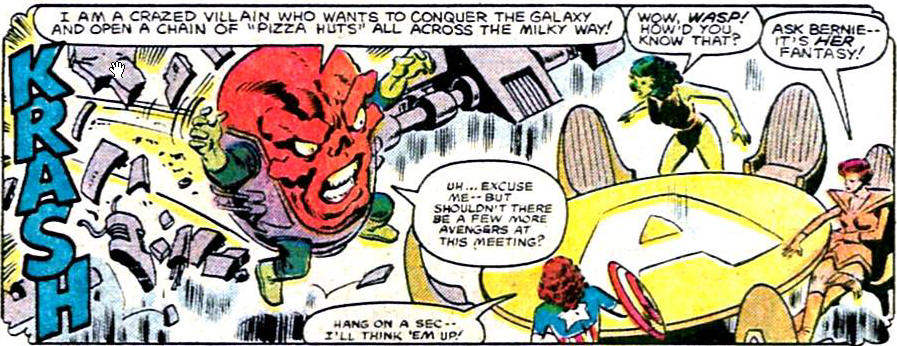 I AM A CRAZED VILLAIN WHO WANTS TO CONQUER THE GALAXY
AND OPEN A CHAIN OF "PIZZA HUTS" ALL ACROSS THE MILKY WAY!
WOW, WASP!
HOW'D YOU
KNOW THAT?
ASK BERNIE--
IT'S HER
FANTASY!
KRASH
UH... EXCUSE
ME--BUT
SHOULDN'T THERE
BE A FEW MORE
AVENGERS AT
THIS MEETING?
HANG ON A SEC--
I'LL THINK 'EM UP!
A